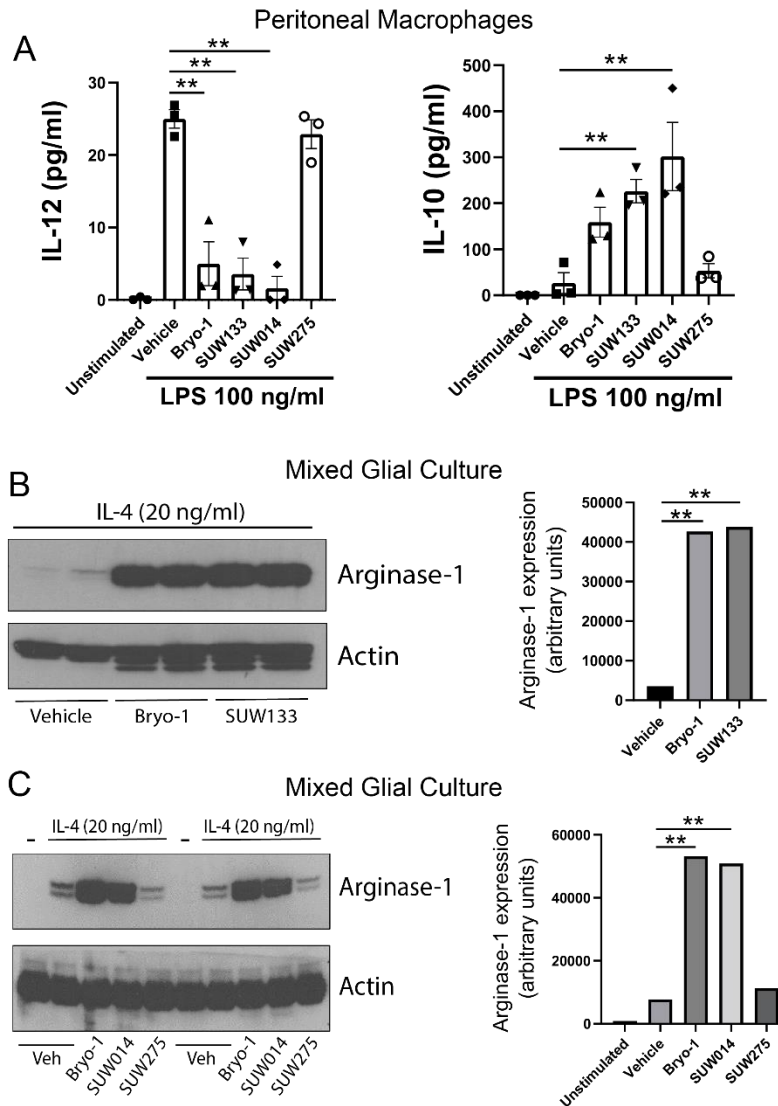 Peritoneal Macrophages
A
IL-12 (pg/ml)
30
20
10
0
**
**
**
Unstimulated
Vehicle
Bryo-1
SUW133
SUW014
SUW275
LPS 100 ng/ml
IL-10 (pg/ml)
500
400
300
200
100
0
**
**
Unstimulated
Vehicle
Bryo-1
SUW133
SUW014
SUW275
LPS 100 ng/ml
B
Mixed Glial Culture
IL-4 (20 ng/ml)
Arginase-1
Actin
Vehicle
Bryo-1
SUW133
Arginase-1 expression
(arbitrary units)
50000
40000
30000
20000
10000
0
**
**
Vehicle
Bryo-1
SUW133
C
Mixed Glial Culture
– IL-4 (20 ng/ml) – IL-4 (20 ng/ml)
Arginase-1
Actin
Veh
Bryo-1
SUW014
SUW275
Veh
Bryo-1
SUW014
SUW275
Arginase-1 expression
(arbitrary units)
60000
40000
20000
0
**
**
Unstimulated
Vehicle
Bryo-1
SUW014
SUW275